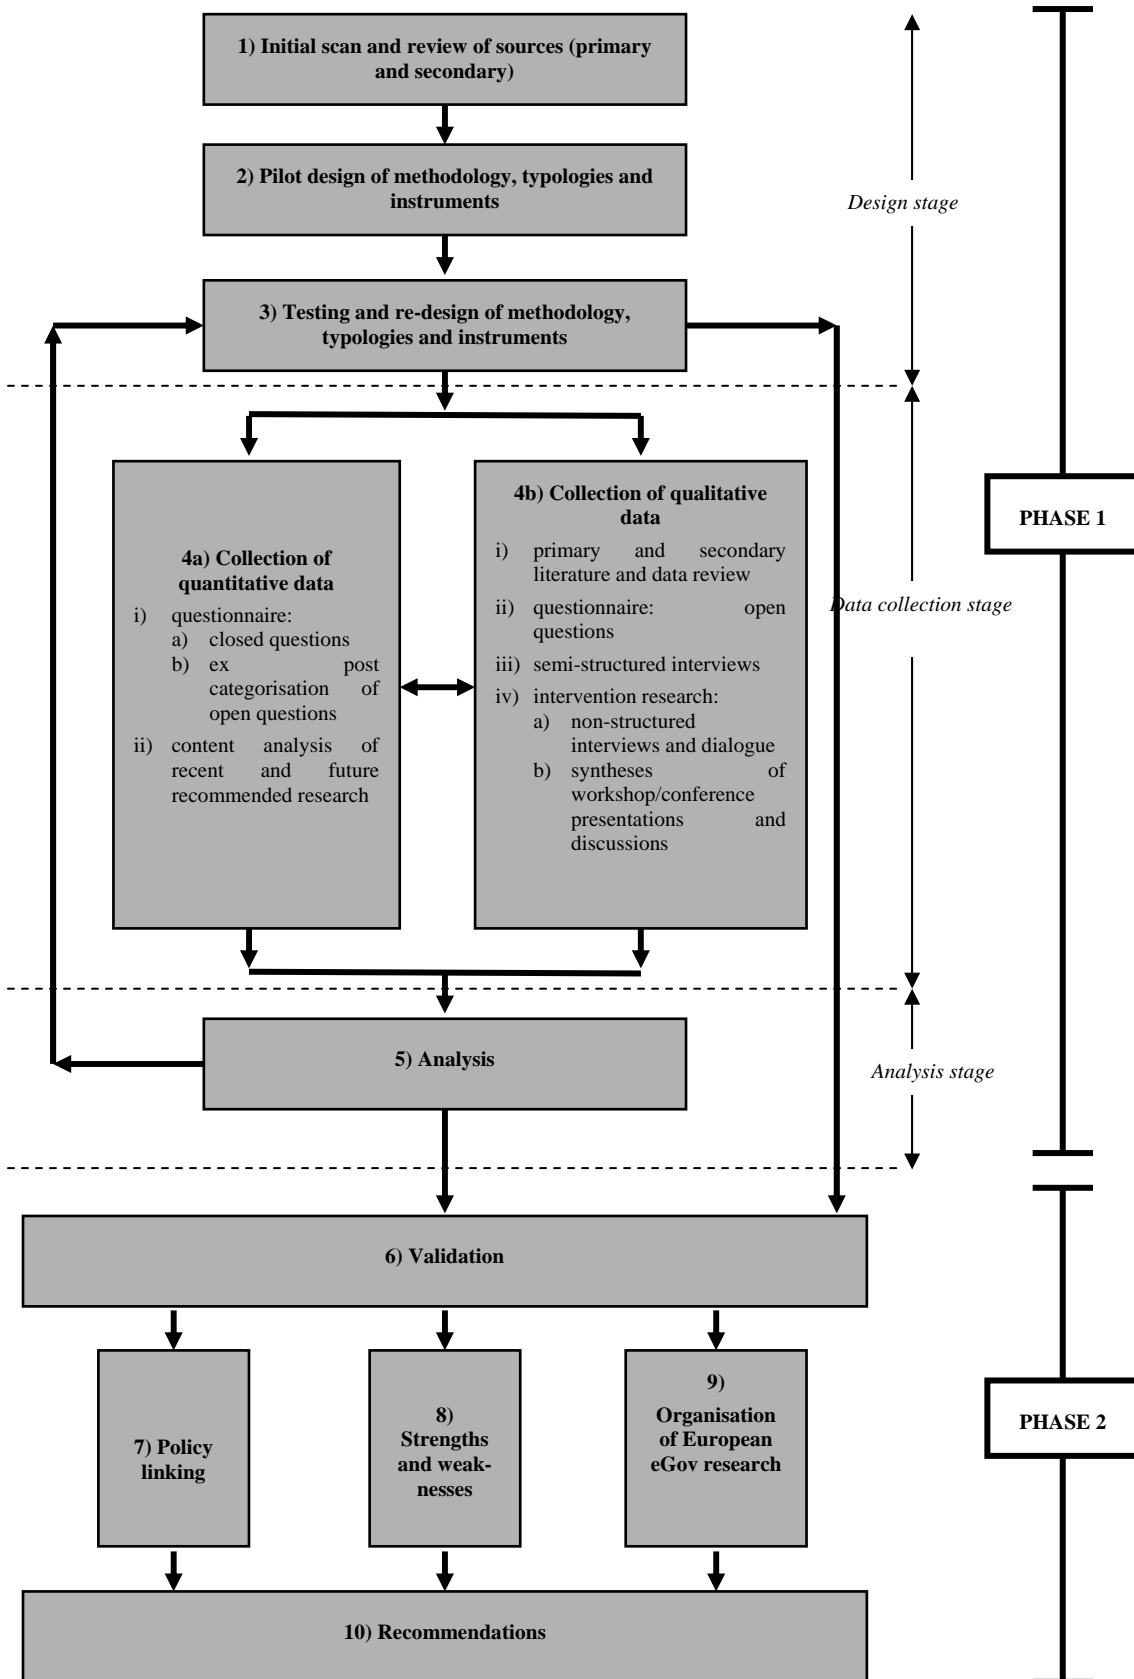 1) Initial scan and review of sources (primary
and secondary)
2) Pilot design of methodology, typologies and
instruments
Design stage
3) Testing and re-design of methodology,
typologies and instruments
4a) Collection of
quantitative data
i) questionnaire:
a) closed questions
b) ex post
categorisation of
open questions
ii) content analysis of
recent and future
recommended research
4b) Collection of qualitative
data
i) primary and secondary
literature and data review
ii) questionnaire: open
questions
iii) semi-structured interviews
iv) intervention research:
a) non-structured
interviews and dialogue
b) syntheses of
workshop/conference
presentations and
discussions
Data collection stage
PHASE 1
5) Analysis
Analysis stage
6) Validation
7) Policy
linking
8)
Strengths
and weak-
nesses
9)
Organisation
of European
eGov research
PHASE 2
10) Recommendations